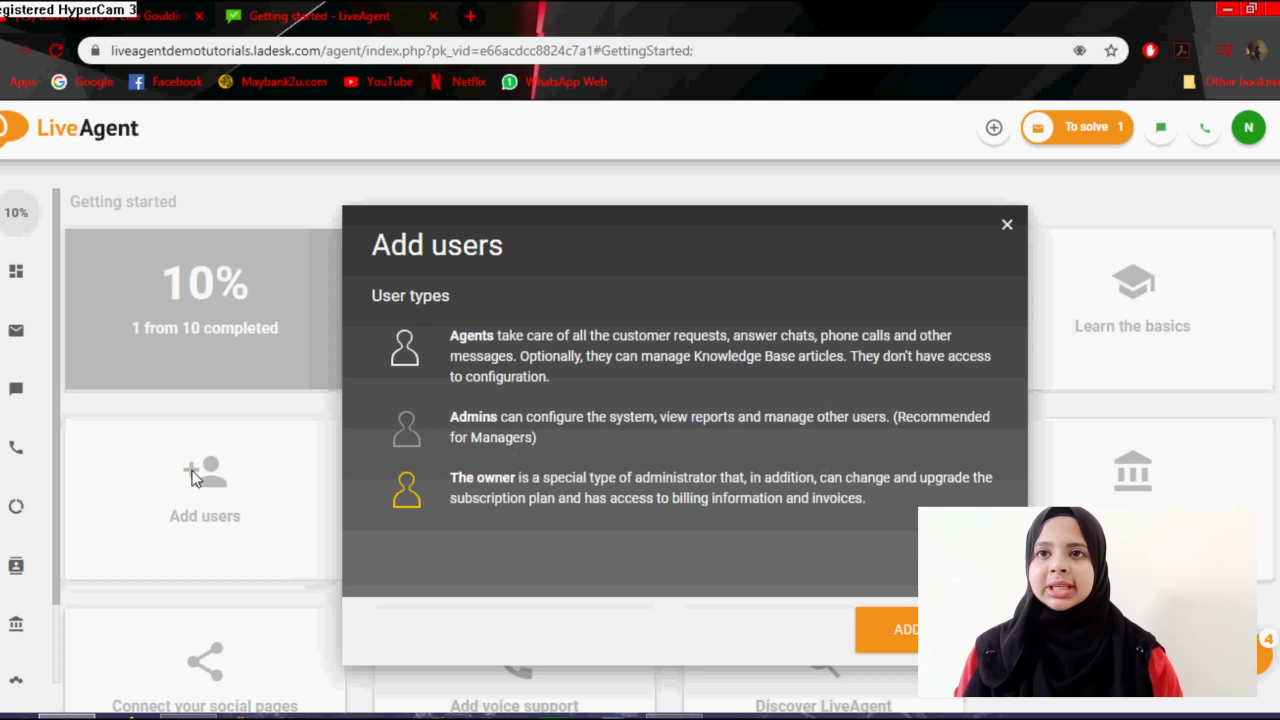 egistered HyperCam 3
Getting started - LiveAgent
liveagentdemotutorials.ladesk.com/agent/index.php?pk_vid=e66acdcc8824c7a1#GettingStarted;
Apps Google Facebook Maybank2u.com YouTube Netflix WhatsApp Web Other bookma
LiveAgent
To solve 1
N
10%
Getting started
10%
1 from 10 completed
Add users
User types
Agents take care of all the customer requests, answer chats, phone calls and other
messages. Optionally, they can manage Knowledge Base articles. They don't have access
to configuration.
Admins can configure the system, view reports and manage other users. (Recommended
for Managers)
The owner is a special type of administrator that, in addition, can change and upgrade the
subscription plan and has access to billing information and invoices.
ADD
Learn the basics
Add users
4
Connect your social pages
Add voice support
Discover LiveAgent